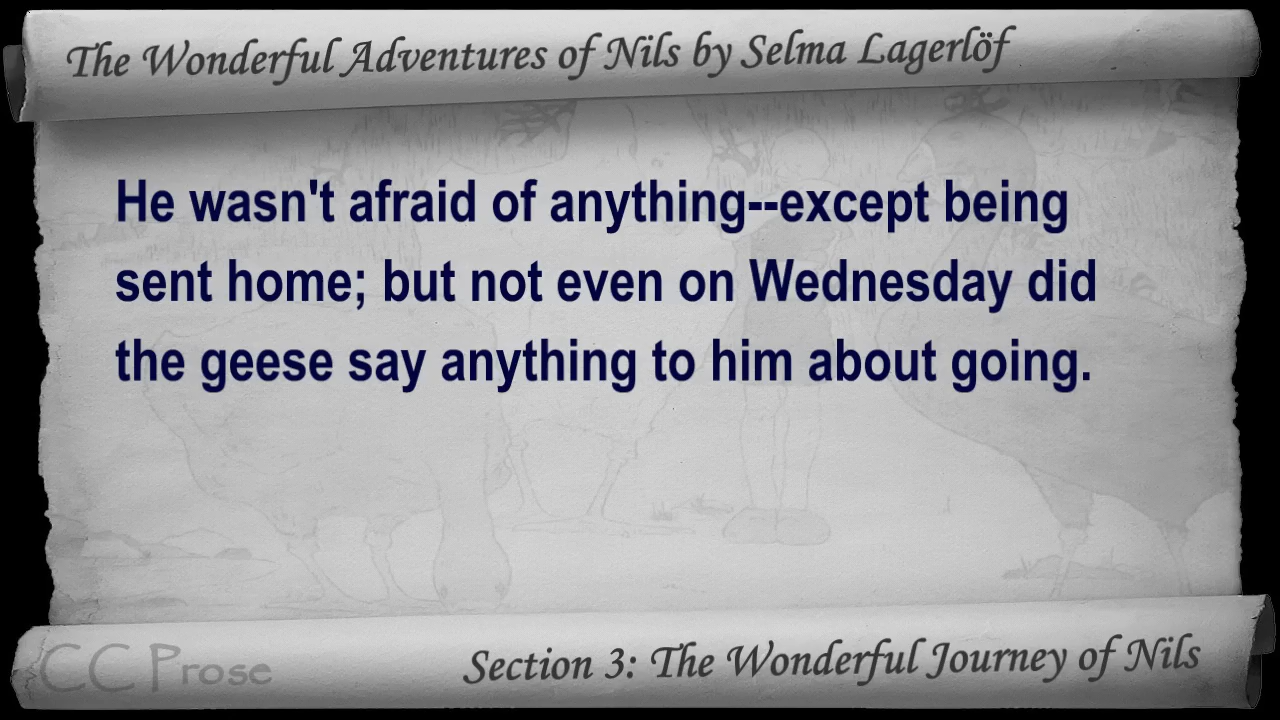 The Wonderful Adventures of Nils by Selma Lagerlöf
He wasn't afraid of anything--except being
sent home; but not even on Wednesday did
the geese say anything to him about going.
CC Prose
Section 3: The Wonderful Journey of Nils